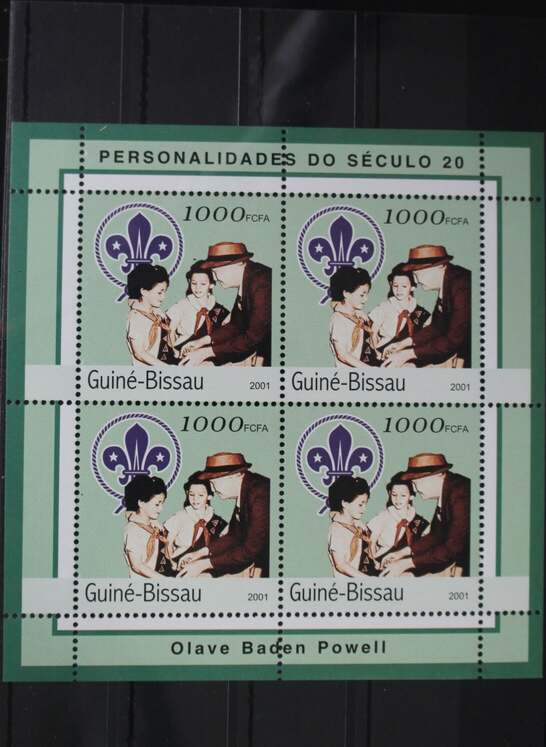 PERSONALIDADES DO SÉCULO 20
1000FCFA
1000FCFA
Guiné-Bissau 2001
Guiné-Bissau 2001
1000FCFA
1000FCFA
Guiné-Bissau 2001
Guiné-Bissau 2001
Olave Baden Powell